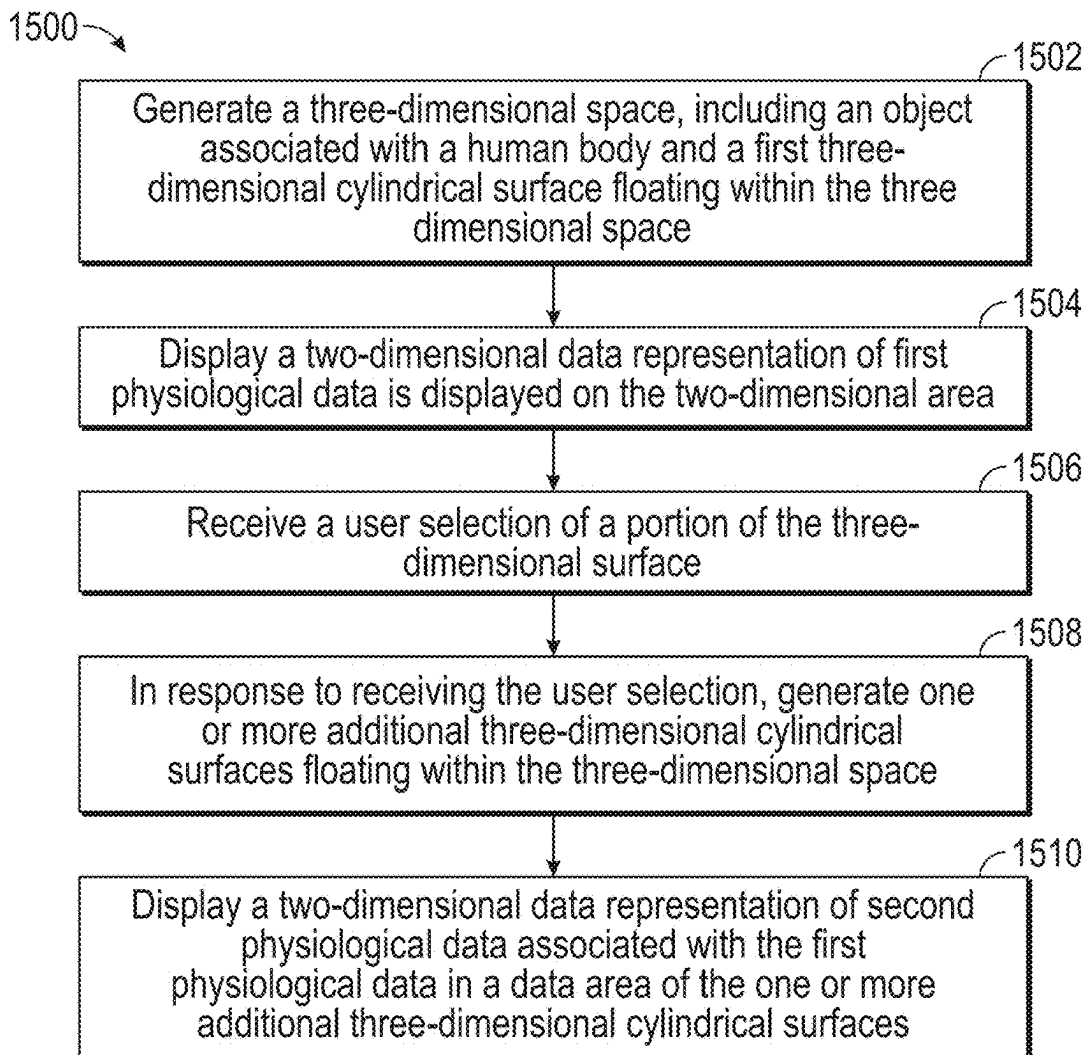 1500
1502
Generate a three-dimensional space, including an object
associated with a human body and a first three-
dimensional cylindrical surface floating within the three
dimensional space
1504
Display a two-dimensional data representation of first
physiological data is displayed on the two-dimensional area
1506
Receive a user selection of a portion of the three-
dimensional surface
1508
In response to receiving the user selection, generate one
or more additional three-dimensional cylindrical
surfaces floating within the three-dimensional space
1510
Display a two-dimensional data representation of second
physiological data associated with the first
physiological data in a data area of the one or more
additional three-dimensional cylindrical surfaces